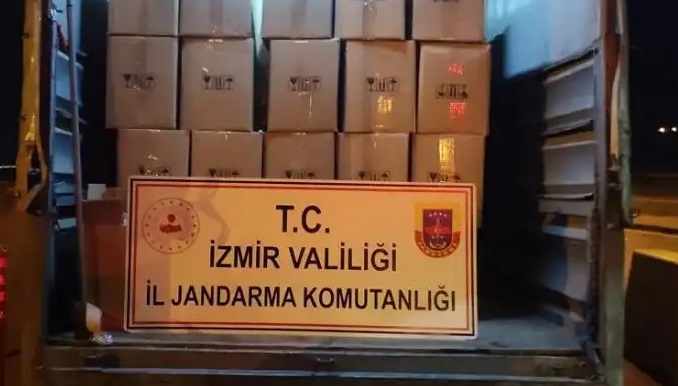 T.C.
İZMİR VALİLİĞİ
İL JANDARMA KOMUTANLIĞI